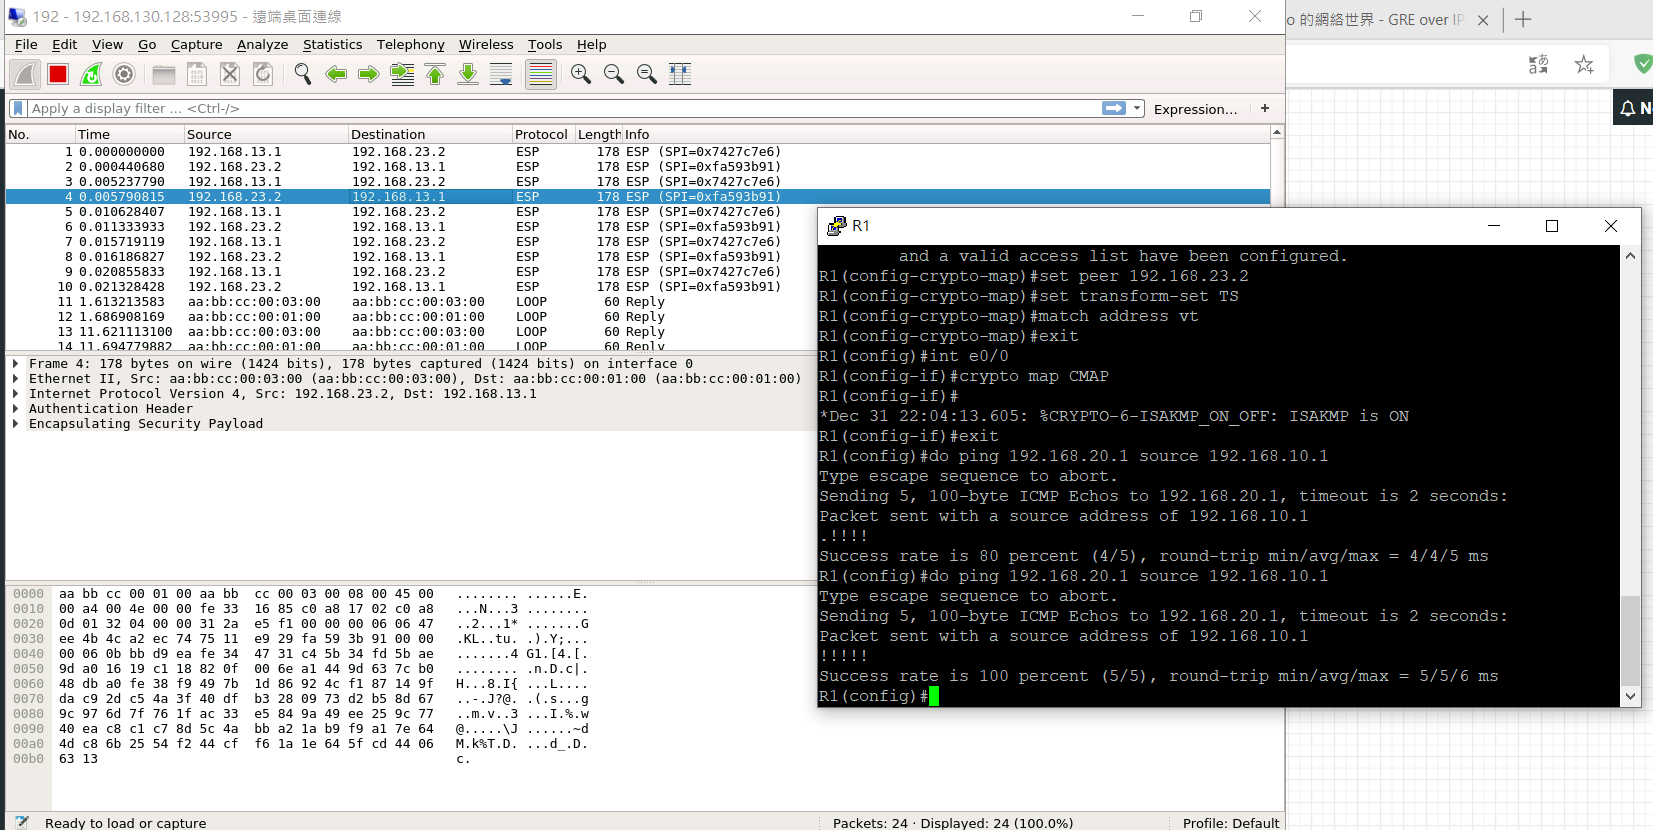 192 - 192.168.130.128:53995 - 遠端桌面連線
o 的網絡世界 - GRE over IP
File Edit View Go Capture Analyze Statistics Telephony Wireless Tools Help
Apply a display filter ... <Ctrl-/>
Expression...
+
N
No. Time Source Destination Protocol Length Info
1 0.000000000 192.168.13.1 192.168.23.2 ESP 178 ESP (SPI=0x7427c7e6)
2 0.000440680 192.168.23.2 192.168.13.1 ESP 178 ESP (SPI=0xfa593b91)
3 0.005237790 192.168.13.1 192.168.23.2 ESP 178 ESP (SPI=0x7427c7e6)
4 0.005790815 192.168.23.2 192.168.13.1 ESP 178 ESP (SPI=0xfa593b91)
5 0.010628407 192.168.13.1 192.168.23.2 ESP 178 ESP (SPI=0x7427c7e6)
6 0.011333933 192.168.23.2 192.168.13.1 ESP 178 ESP (SPI=0xfa593b91)
7 0.015719119 192.168.13.1 192.168.23.2 ESP 178 ESP (SPI=0x7427c7e6)
8 0.016186827 192.168.23.2 192.168.13.1 ESP 178 ESP (SPI=0xfa593b91)
9 0.020855833 192.168.13.1 192.168.23.2 ESP 178 ESP (SPI=0x7427c7e6)
10 0.021328428 192.168.23.2 192.168.13.1 ESP 178 ESP (SPI=0xfa593b91)
11 1.613213583 aa:bb:cc:00:03:00 aa:bb:cc:00:03:00 LOOP 60 Reply
12 1.686908169 aa:bb:cc:00:01:00 aa:bb:cc:00:01:00 LOOP 60 Reply
13 11.621113100 aa:bb:cc:00:03:00 aa:bb:cc:00:03:00 LOOP 60 Reply
14 11.694779882 aa:bb:cc:00:01:00 aa:bb:cc:00:01:00 LOOP 60 Reply
Frame 4: 178 bytes on wire (1424 bits), 178 bytes captured (1424 bits) on interface 0
Ethernet II, Src: aa:bb:cc:00:03:00 (aa:bb:cc:00:03:00), Dst: aa:bb:cc:00:01:00 (aa:bb:cc:00:01:00)
Internet Protocol Version 4, Src: 192.168.23.2, Dst: 192.168.13.1
Authentication Header
Encapsulating Security Payload
0000 aa bb cc 00 01 00 aa bb cc 00 03 00 08 00 45 00 ........ ......E.
0010 00 a4 00 4e 00 00 fe 33 16 85 c0 a8 17 02 c0 a8 ...N...3 ........
0020 0d 01 32 04 00 00 31 2a e5 f1 00 00 00 06 06 47 ..2...1* .......G
0030 ee 4b 4c a2 ec 74 75 11 e9 29 fa 59 3b 91 00 00 .KL..tu. .).Y;...
0040 00 06 0b bb d9 ea fe 34 47 31 c4 5b 34 fd 5b ae .......4 G1.[4.[.
0050 9d a0 16 19 c1 18 82 0f 00 6e a1 44 9d 63 7c b0 ........ .n.D.c|.
0060 48 db a0 fe 38 f9 49 7b 1d 86 92 4c f1 87 14 9f H...8.I{ ...L....
0070 da c9 2d c5 4a 3f 40 df b3 28 09 73 d2 b5 8d 67 ..-.J?@. .(.s...g
0080 9c 97 6d 7f 76 1f ac 33 e5 84 9a 49 ee 25 9c 77 ..m.v..3 ...I.%.w
0090 40 ea c8 c1 c7 8d 5c 4a bb a2 1a b9 f9 a1 7e 64 @.....\J ......~d
00a0 4d c8 6b 25 54 f2 44 cf f6 1a 1e 64 5f cd 44 06 M.k%T.D. ...d_.D.
00b0 63 13 c.
Ready to load or capture
Packets: 24 · Displayed: 24 (100.0%)
Profile: Default
R1
and a valid access list have been configured.
R1(config-crypto-map)#set peer 192.168.23.2
R1(config-crypto-map)#set transform-set TS
R1(config-crypto-map)#match address vt
R1(config-crypto-map)#exit
R1(config)#int e0/0
R1(config-if)#crypto map CMAP
R1(config-if)#
*Dec 31 22:04:13.605: %CRYPTO-6-ISAKMP_ON_OFF: ISAKMP is ON
R1(config-if)#exit
R1(config)#do ping 192.168.20.1 source 192.168.10.1
Type escape sequence to abort.
Sending 5, 100-byte ICMP Echos to 192.168.20.1, timeout is 2 seconds:
Packet sent with a source address of 192.168.10.1
.!!!!
Success rate is 80 percent (4/5), round-trip min/avg/max = 4/4/5 ms
R1(config)#do ping 192.168.20.1 source 192.168.10.1
Type escape sequence to abort.
Sending 5, 100-byte ICMP Echos to 192.168.20.1, timeout is 2 seconds:
Packet sent with a source address of 192.168.10.1
!!!!!
Success rate is 100 percent (5/5), round-trip min/avg/max = 5/5/6 ms
R1(config)#